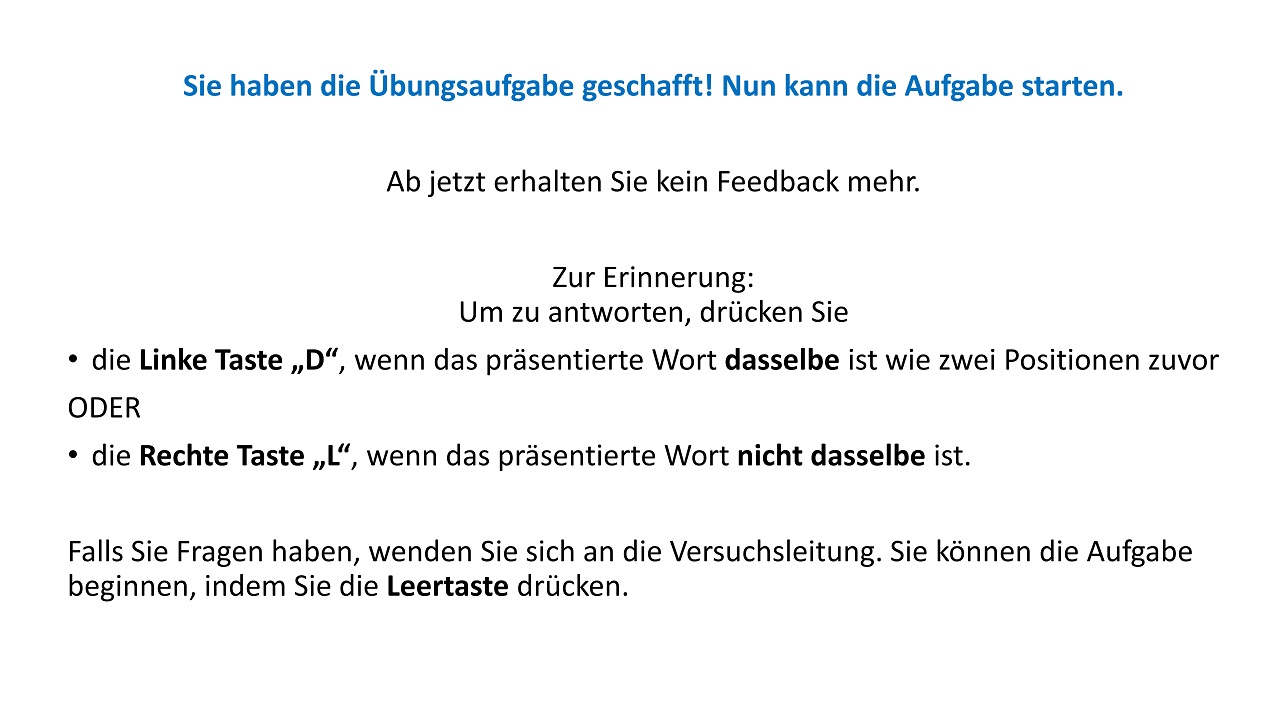 Sie haben die Übungsaufgabe geschafft! Nun kann die Aufgabe starten.
Ab jetzt erhalten Sie kein Feedback mehr.
Zur Erinnerung:
Um zu antworten, drücken Sie
• die Linke Taste „D“, wenn das präsentierte Wort dasselbe ist wie zwei Positionen zuvor
ODER
• die Rechte Taste „L“, wenn das präsentierte Wort nicht dasselbe ist.
Falls Sie Fragen haben, wenden Sie sich an die Versuchsleitung. Sie können die Aufgabe
beginnen, indem Sie die Leertaste drücken.